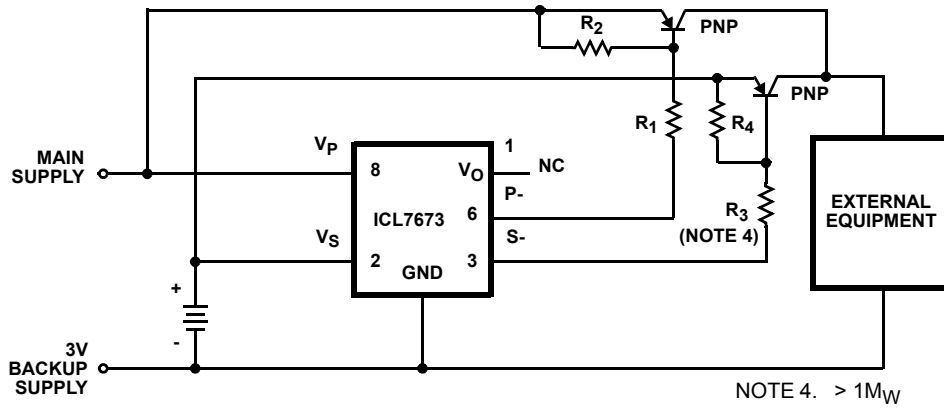 R2
PNP
PNP
R1
R4
MAIN
SUPPLY
VP
8
1
VO
NC
P-
ICL7673
6
R3
(NOTE 4)
EXTERNAL
EQUIPMENT
VS
S-
2
GND
3
+
-
3V
BACKUP
SUPPLY
NOTE 4. > 1MW